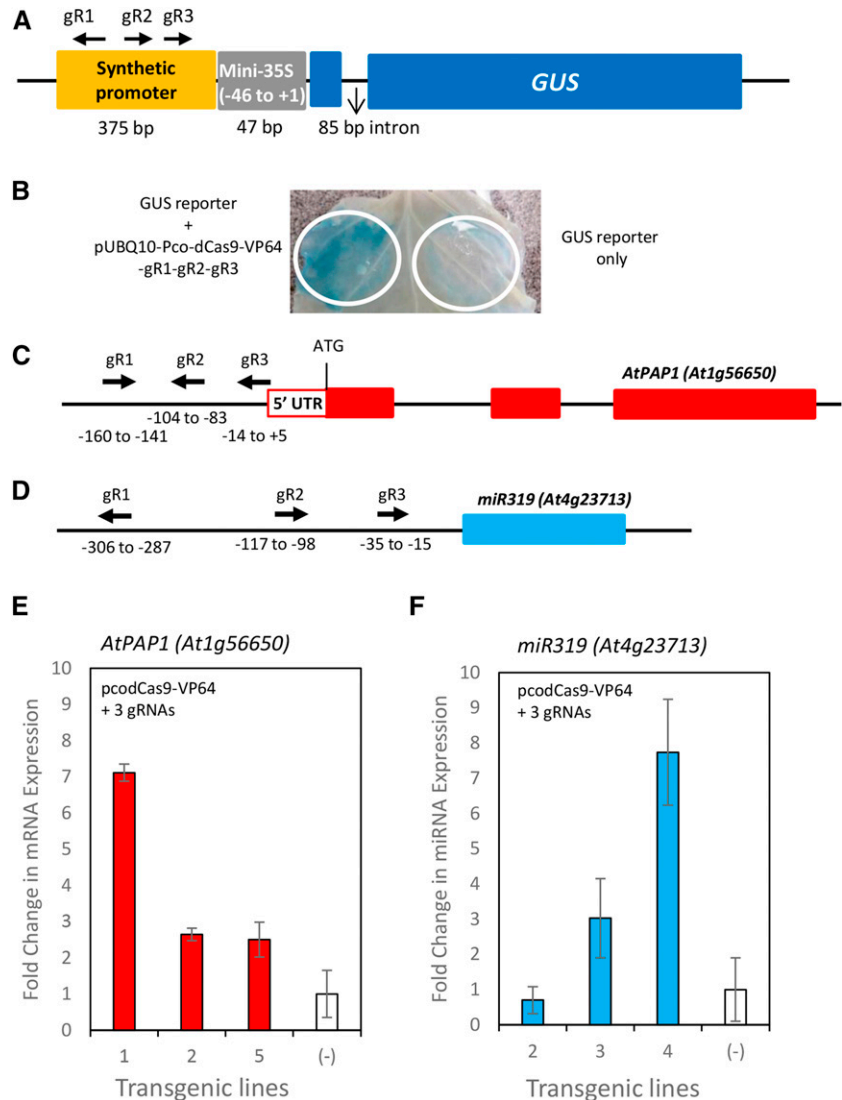 A
gR1 gR2 gR3
Synthetic
promoter
Mini-35S
(-46 to +1)
GUS
375 bp
47 bp
85 bp intron
B
GUS reporter
+
pUBQ10-Pco-dCas9-VP64
-gR1-gR2-gR3
GUS reporter
only
C
gR1
gR2
gR3
ATG
AtPAP1 (At1g56650)
5' UTR
-104 to -83
-160 to -141
-14 to +5
D
gR1
gR2
gR3
miR319 (At4g23713)
-306 to -287
-117 to -98
-35 to -15
E
AtPAP1 (At1g56650)
pcodCas9-VP64
+ 3 gRNAs
Fold Change in mRNA Expression
10
9
8
7
6
5
4
3
2
1
0
1 2 5 (-)
Transgenic lines
F
miR319 (At4g23713)
pcodCas9-VP64
+ 3 gRNAs
Fold Change in miRNA Expression
10
9
8
7
6
5
4
3
2
1
0
2 3 4 (-)
Transgenic lines